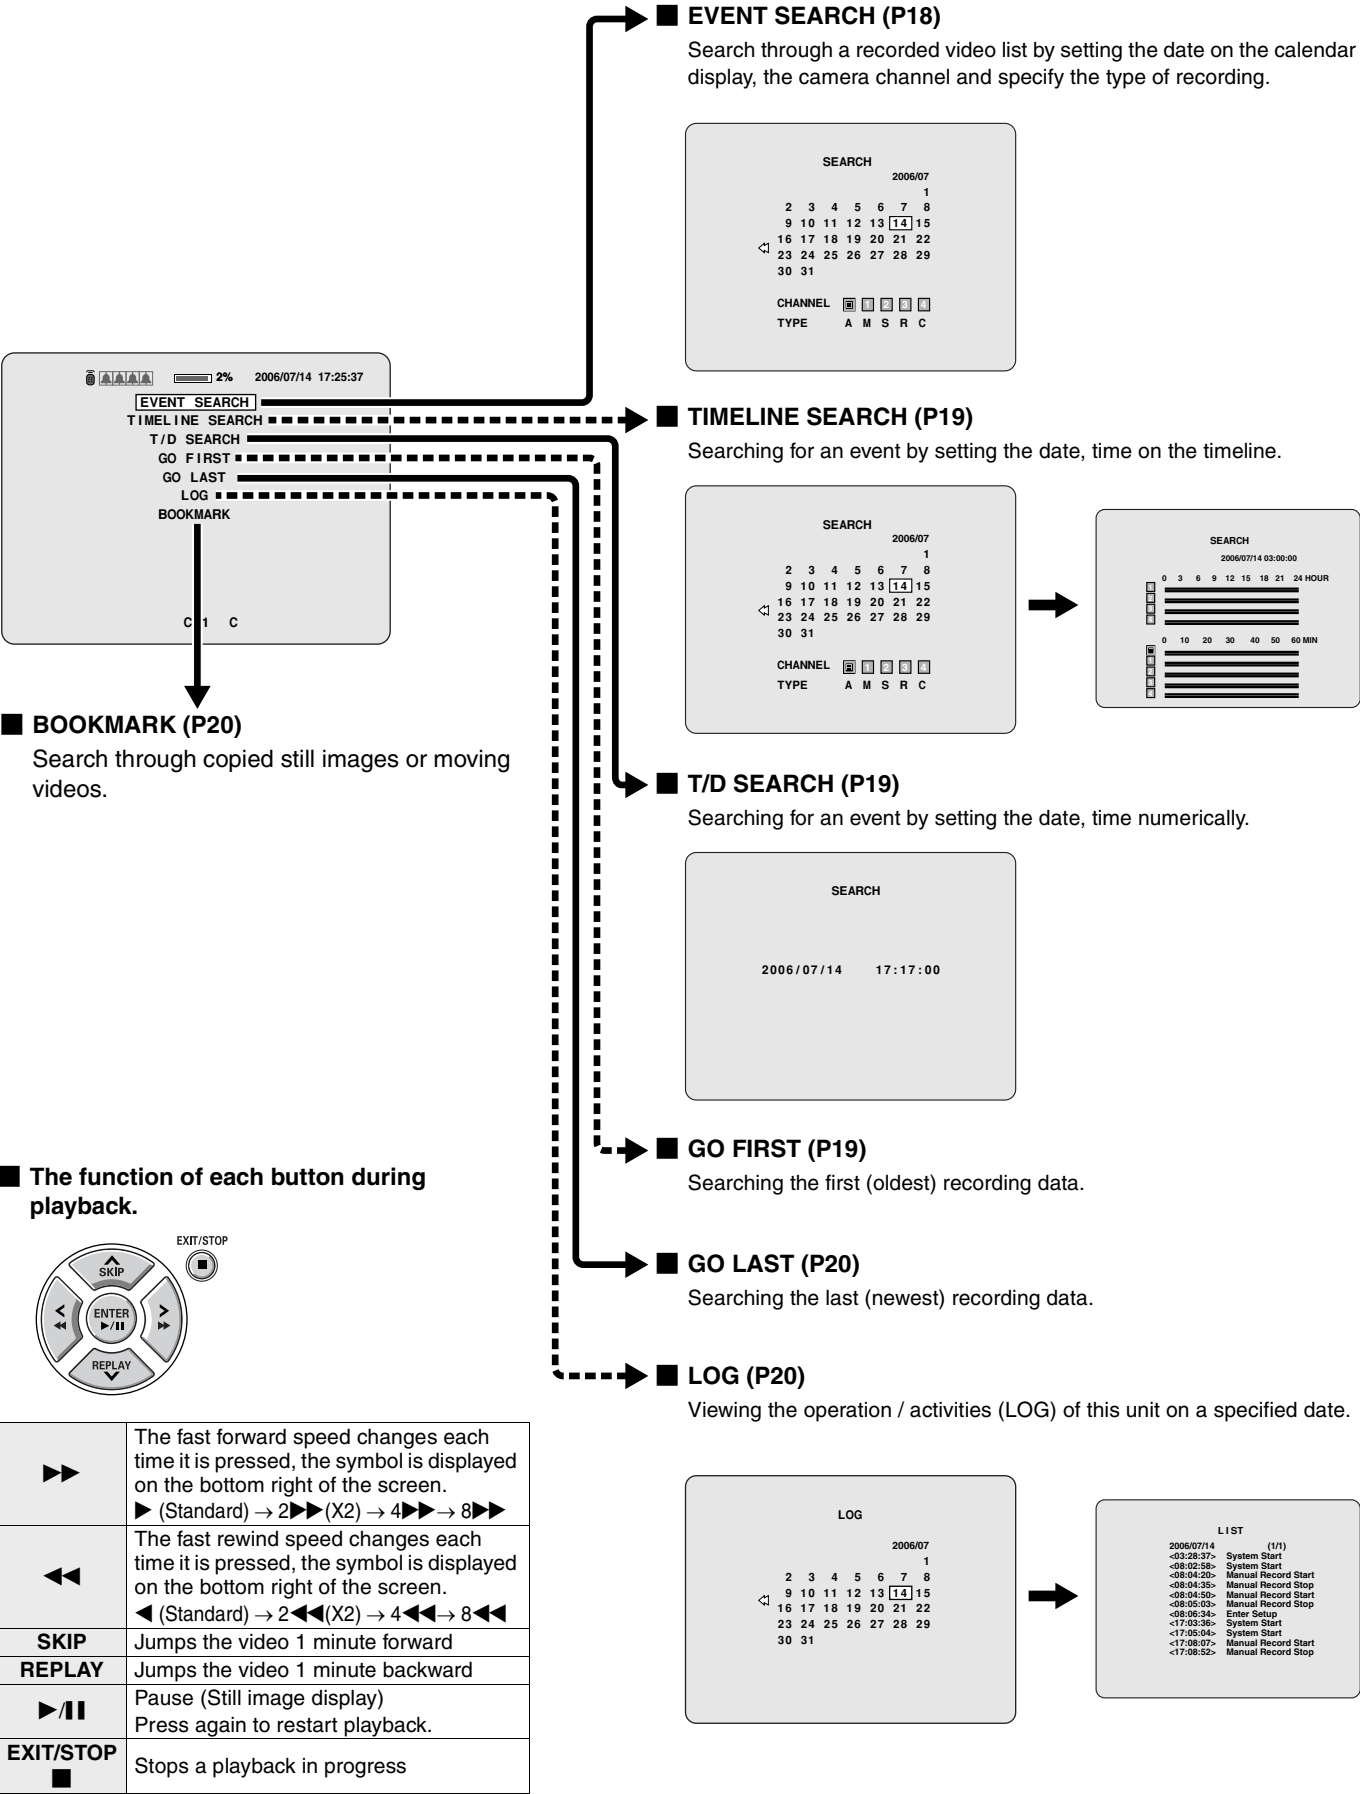 ■ EVENT SEARCH (P18)
Search through a recorded video list by setting the date on the calendar
display, the camera channel and specify the type of recording.
SEARCH
2006/07
1
2 3 4 5 6 7 8
9 10 11 12 13 14 15
16 17 18 19 20 21 22
23 24 25 26 27 28 29
30 31
CHANNEL 1 2 3 4
TYPE A M S R C
2% 2006/07/14 17:25:37
EVENT SEARCH
TIMELINE SEARCH
T/D SEARCH
GO FIRST
GO LAST
LOG
BOOKMARK
C 1 C
■ BOOKMARK (P20)
Search through copied still images or moving
videos.
■ TIMELINE SEARCH (P19)
Searching for an event by setting the date, time on the timeline.
SEARCH
2006/07
1
2 3 4 5 6 7 8
9 10 11 12 13 14 15
16 17 18 19 20 21 22
23 24 25 26 27 28 29
30 31
CHANNEL 1 2 3 4
TYPE A M S R C
SEARCH
2006/07/14 03:00:00
0 3 6 9 12 15 18 21 24 HOUR
0 10 20 30 40 50 60 MIN
■ T/D SEARCH (P19)
Searching for an event by setting the date, time numerically.
SEARCH
2006/07/14 17:17:00
■ GO FIRST (P19)
Searching the first (oldest) recording data.
■ GO LAST (P20)
Searching the last (newest) recording data.
■ LOG (P20)
Viewing the operation / activities (LOG) of this unit on a specified date.
LOG
2006/07
1
2 3 4 5 6 7 8
9 10 11 12 13 14 15
16 17 18 19 20 21 22
23 24 25 26 27 28 29
30 31
LIST
2006/07/14 (1/1)
<03:28:37> System Start
<08:02:58> System Start
<08:04:20> Manual Record Start
<08:04:35> Manual Record Stop
<08:04:50> Manual Record Start
<08:05:03> Manual Record Stop
<08:06:34> Enter Setup
<17:03:36> System Start
<17:05:04> System Start
<17:08:07> Manual Record Start
<17:08:52> Manual Record Stop
■ The function of each button during
playback.
EXIT/STOP
SKIP
ENTER
▶/❚❚
REPLAY
▶▶ The fast forward speed changes each
time it is pressed, the symbol is displayed
on the bottom right of the screen.
▶ (Standard) → 2▶▶(X2) → 4▶▶→ 8▶▶
◀◀ The fast rewind speed changes each
time it is pressed, the symbol is displayed
on the bottom right of the screen.
◀ (Standard) → 2◀◀(X2) → 4◀◀→ 8◀◀
SKIP Jumps the video 1 minute forward
REPLAY Jumps the video 1 minute backward
▶/❚❚ Pause (Still image display)
Press again to restart playback.
EXIT/STOP ■ Stops a playback in progress